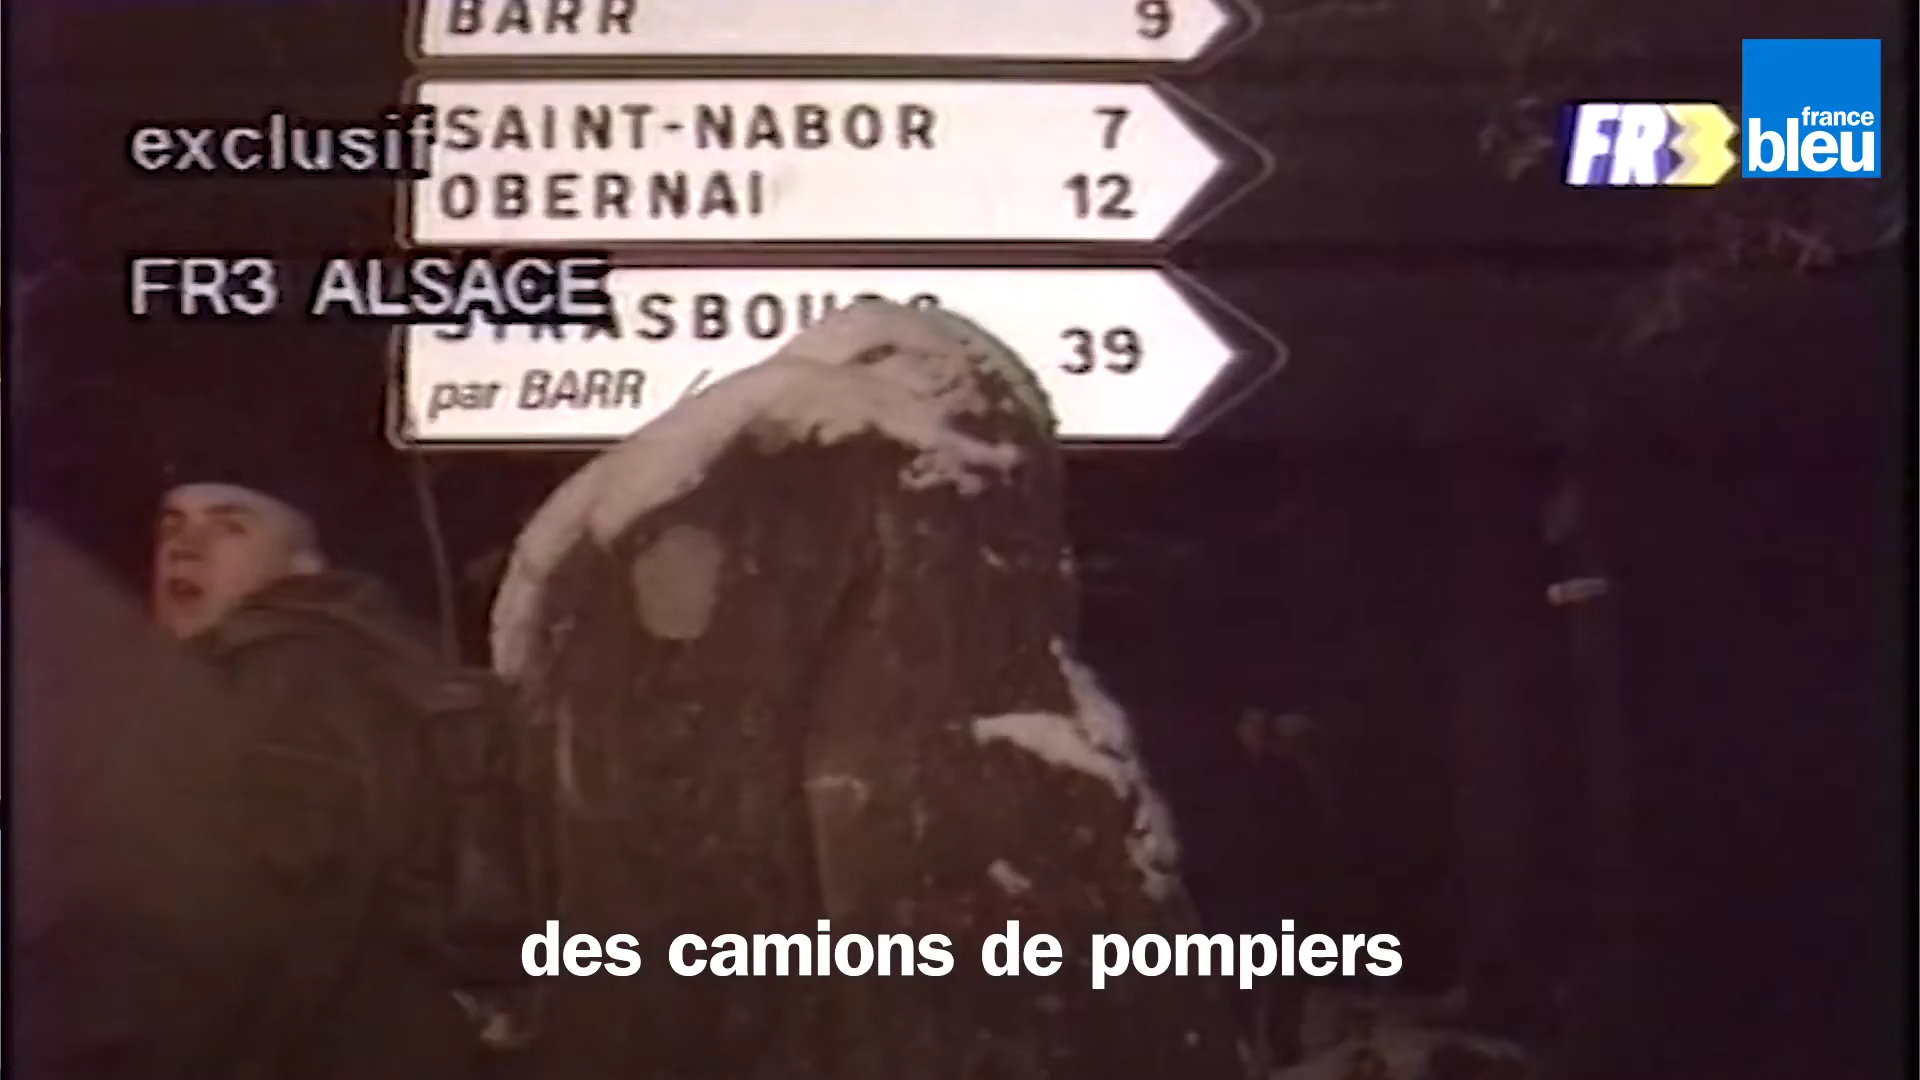 BARR 9
exclusif
SAINT-NABOR 7
OBERNAI 12
FR3 ALSACE
39
par BARR
FR3
france
bleu
des camions de pompiers